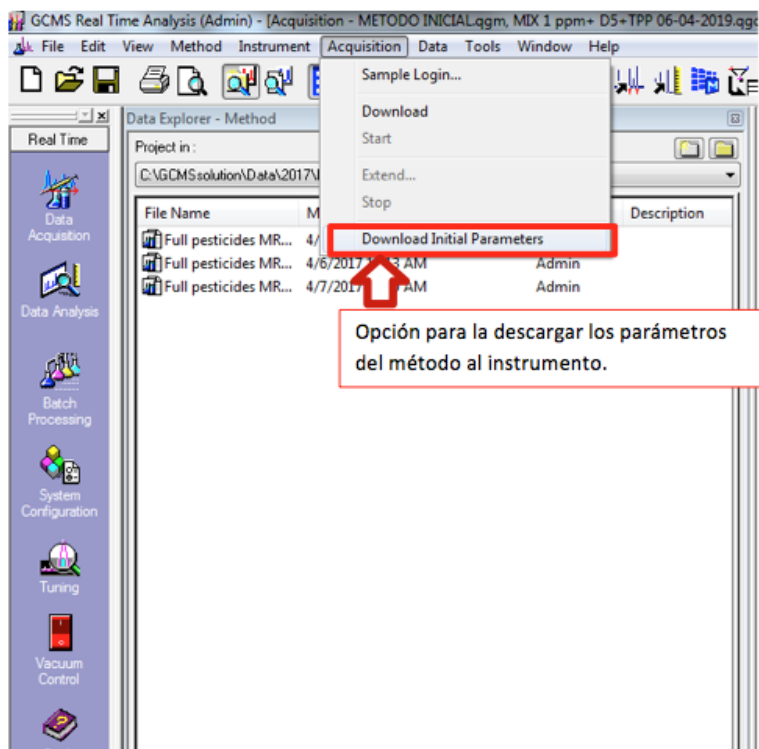 GCMS Real Time Analysis (Admin) - [Acquisition - METODO INICIAL.qgm, MIX 1 ppm+ D5+TPP 06-04-2019.qgd
File Edit View Method Instrument Acquisition Data Tools Window Help
Sample Login...
Download
Start
Extend...
Stop
Download Initial Parameters
Real Time
Data
Acquisition
Data Analysis
Batch
Processing
System
Configuration
Tuning
Vacuum
Control
Data Explorer - Method
Project in :
C:\GCMSsolution\Data\2017\
File Name Description
Full pesticides MR... 4/
Full pesticides MR... 4/6/2017 AM Admin
Full pesticides MR... 4/7/2017 AM Admin
Opción para la descargar los parámetros
del método al instrumento.